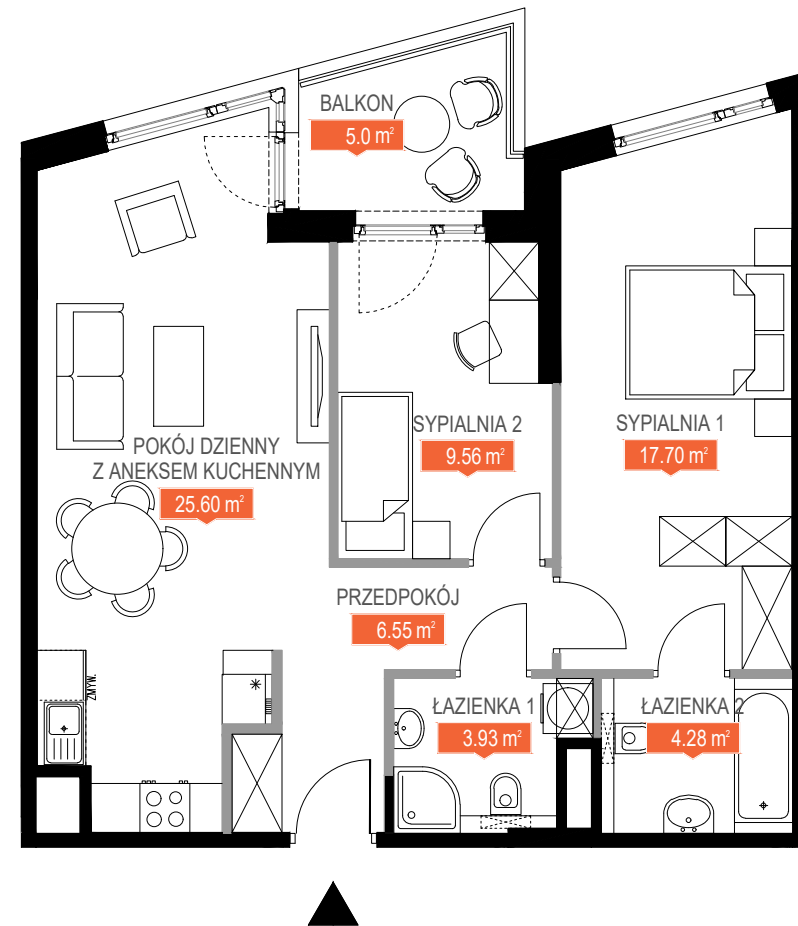 BALKON
5.0 m²
SYPIALNIA 2
9.56 m²
SYPIALNIA 1
17.70 m²
POKÓJ DZIENNY
Z ANEKSEM KUCHENNYM
25.60 m²
PRZEDPOKÓJ
6.55 m²
ZMYW.
ŁAZIENKA 1
3.93 m²
ŁAZIENKA 2
4.28 m²